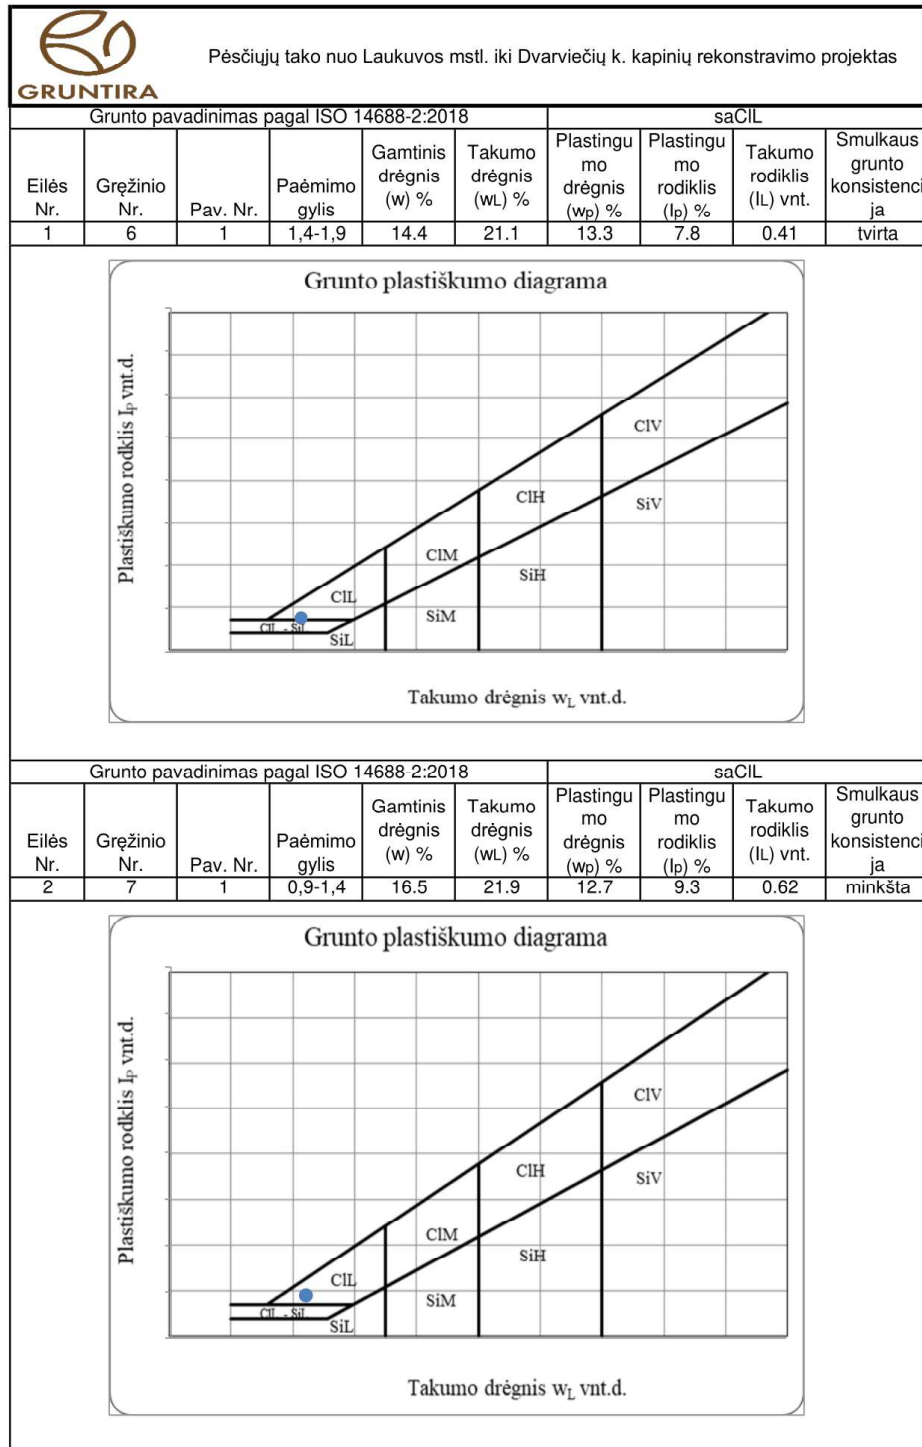 GRUNTIRA
Pėsčiųjų tako nuo Laukuvos mstl. iki Dvarviečių k. kapinių rekonstravimo projektas
Grunto pavadinimas pagal ISO 14688-2:2018 saClL
Eilės Nr. Gręžinio Nr. Pav. Nr. Paėmimo gylis Gamtinis drėgnis (w) % Takumo drėgnis (wL) % Plastingu mo drėgnis (wp) % Plastingu mo rodiklis (Ip) % Takumo rodiklis (IL) vnt. Smulkaus grunto konsistenci ja
1 6 1 1,4-1,9 14.4 21.1 13.3 7.8 0.41 tvirta
Grunto plastiškumo diagrama
Plastiškumo rodklis Ip vnt.d.
ClV
ClH
SiV
ClM
SiH
ClL
SiM
ClL - SiL
SiL
Takumo drėgnis wL vnt.d.
Grunto pavadinimas pagal ISO 14688-2:2018 saClL
Eilės Nr. Gręžinio Nr. Pav. Nr. Paėmimo gylis Gamtinis drėgnis (w) % Takumo drėgnis (wL) % Plastingu mo drėgnis (wp) % Plastingu mo rodiklis (Ip) % Takumo rodiklis (IL) vnt. Smulkaus grunto konsistenci ja
2 7 1 0,9-1,4 16.5 21.9 12.7 9.3 0.62 minkšta
Grunto plastiškumo diagrama
Plastiškumo rodklis Ip vnt.d.
ClV
ClH
SiV
ClM
SiH
ClL
SiM
ClL - SiL
SiL
Takumo drėgnis wL vnt.d.